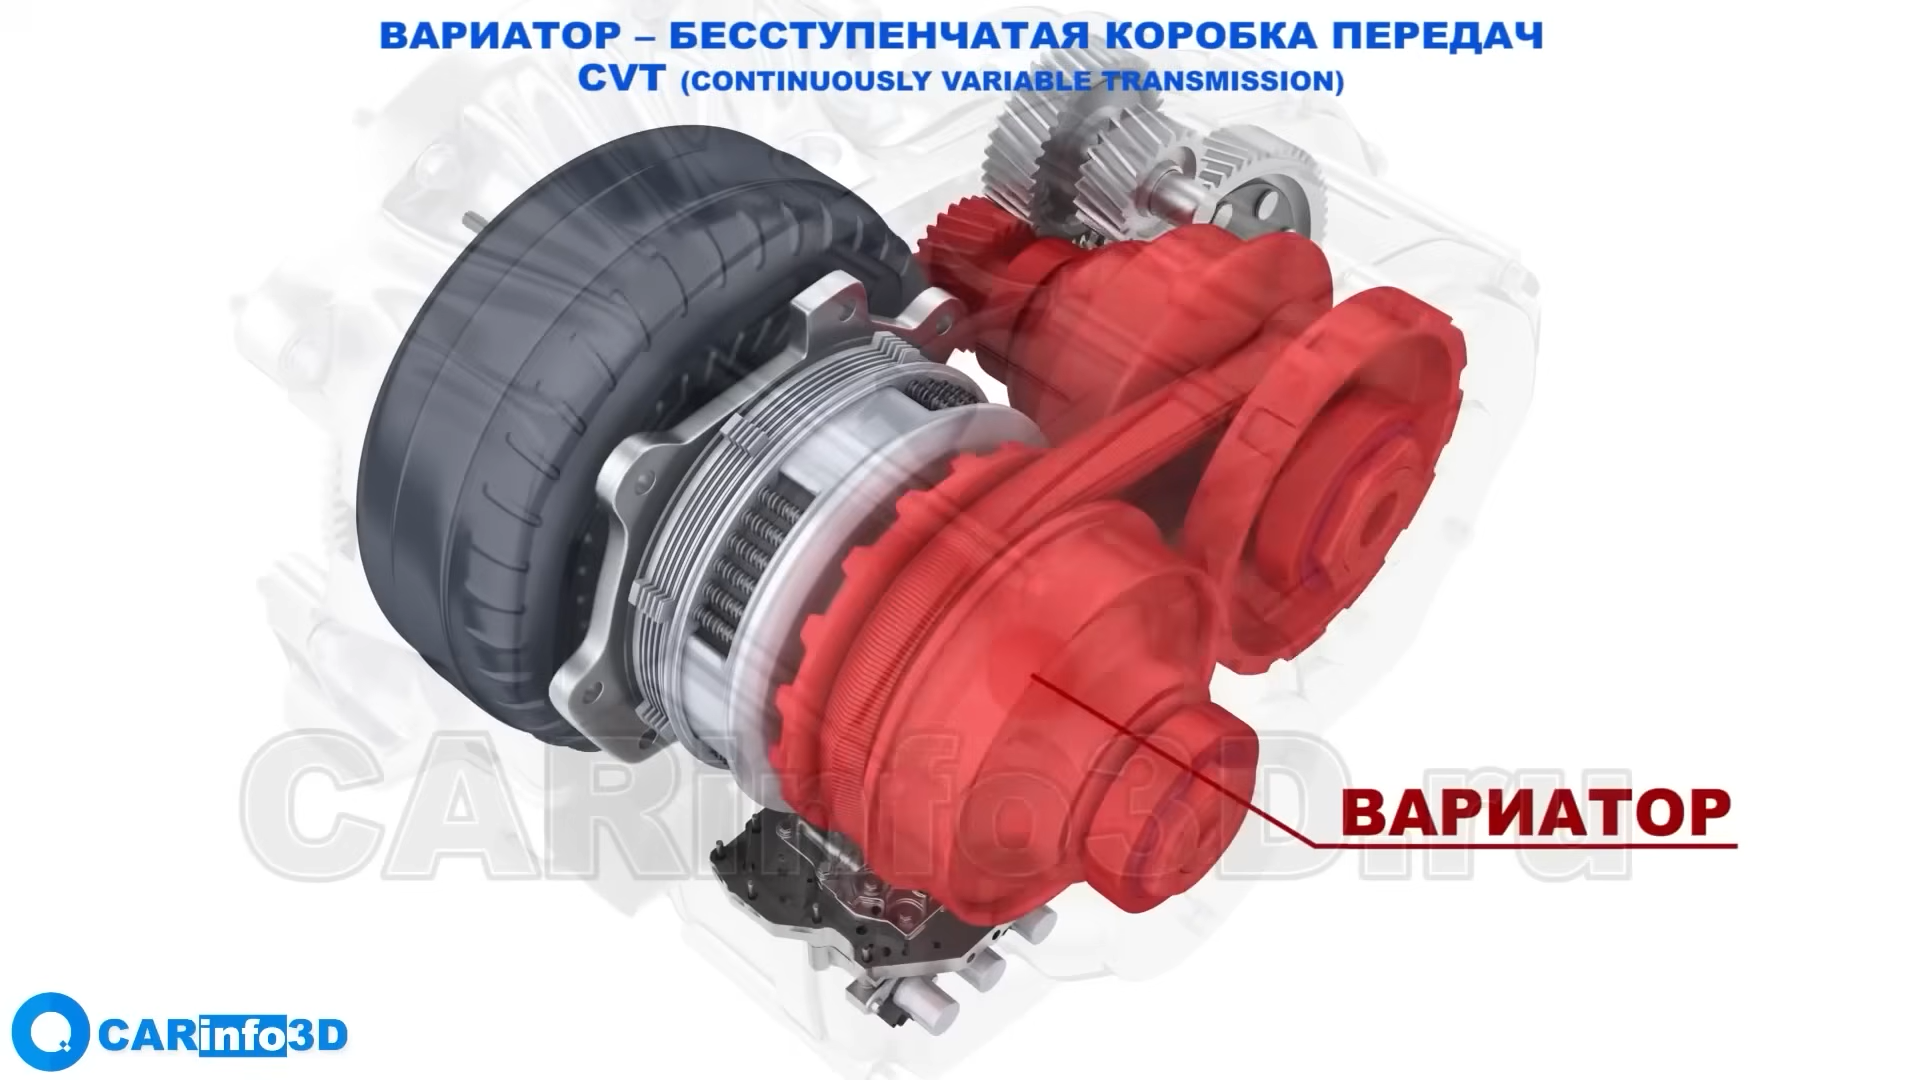 ВАРИАТОР – БЕССТУПЕНЧАТАЯ КОРОБКА ПЕРЕДАЧ
CVT (CONTINUOUSLY VARIABLE TRANSMISSION)
ВАРИАТОР
CARinfo3D.ru
CARinfo3D